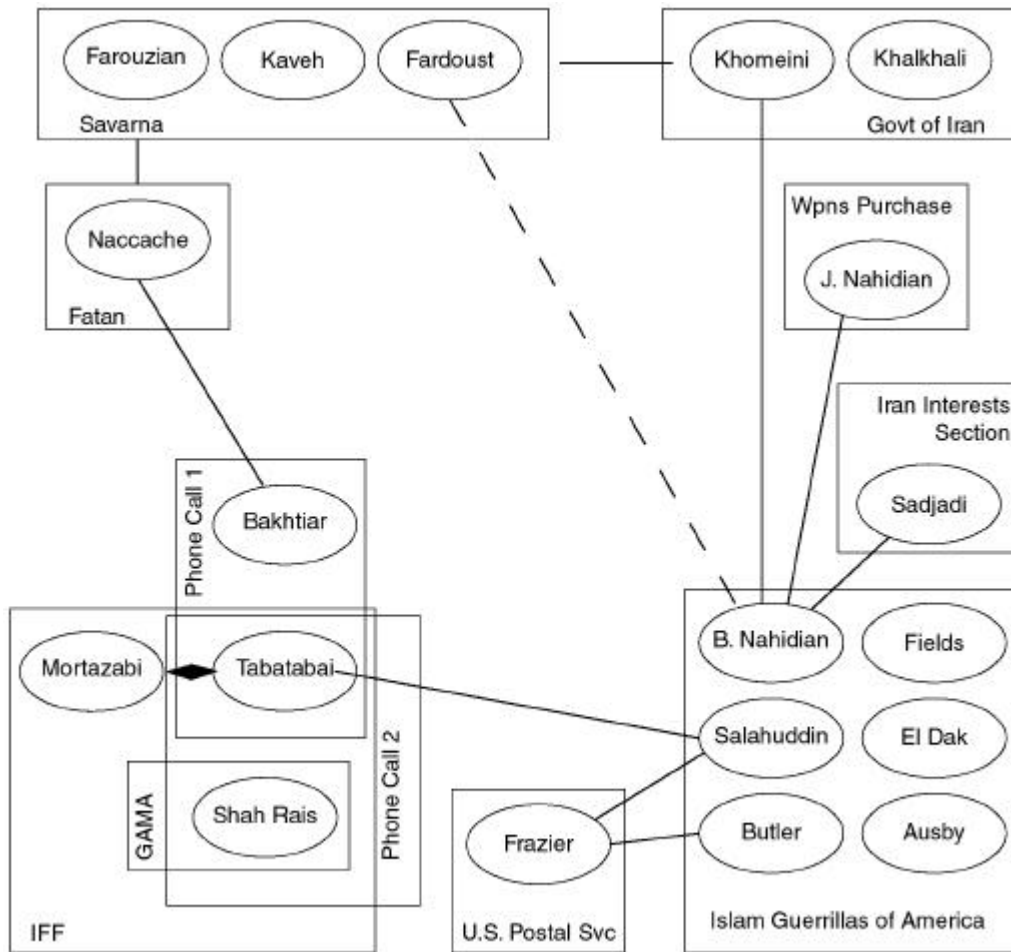 Farouzian
Kaveh
Fardoust
Savarna
Khomeini
Khalkhali
Govt of Iran
Naccache
Fatan
Wpns Purchase
J. Nahidian
Iran Interests
Section
Sadjadi
Phone Call 1
Bakhtiar
Mortazabi
Tabatabai
Phone Call 2
GAMA
Shah Rais
IFF
B. Nahidian
Fields
Salahuddin
El Dak
Butler
Ausby
Islam Guerrillas of America
Frazier
U.S. Postal Svc